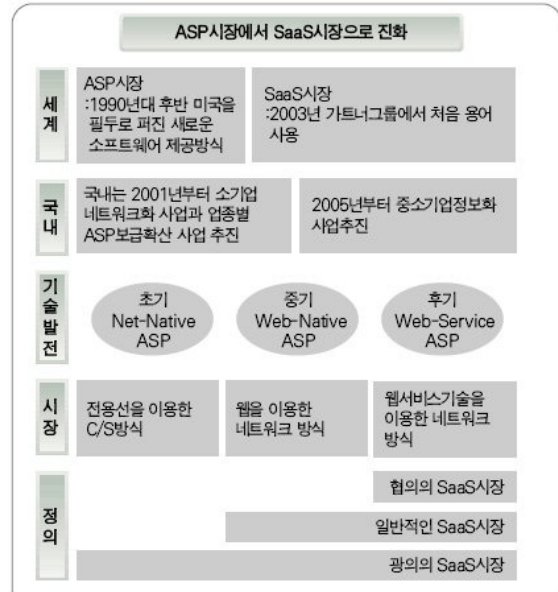 ASP시장에서 SaaS시장으로 진화
세계
ASP시장
:1990년대 후반 미국을
필두로 퍼진 새로운
소프트웨어 제공방식
SaaS시장
:2003년 가트너그룹에서 처음 용어
사용
국내
국내는 2001년부터 소기업
네트워크화 사업과 업종별
ASP보급확산 사업 추진
2005년부터 중소기업정보화
사업추진
기술발전
초기
Net-Native
ASP
중기
Web-Native
ASP
후기
Web-Service
ASP
시장
전용선을 이용한
C/S방식
웹을 이용한
네트워크 방식
웹서비스기술을
이용한 네트워크
방식
정의
협의의 SaaS시장
일반적인 SaaS시장
광의의 SaaS시장